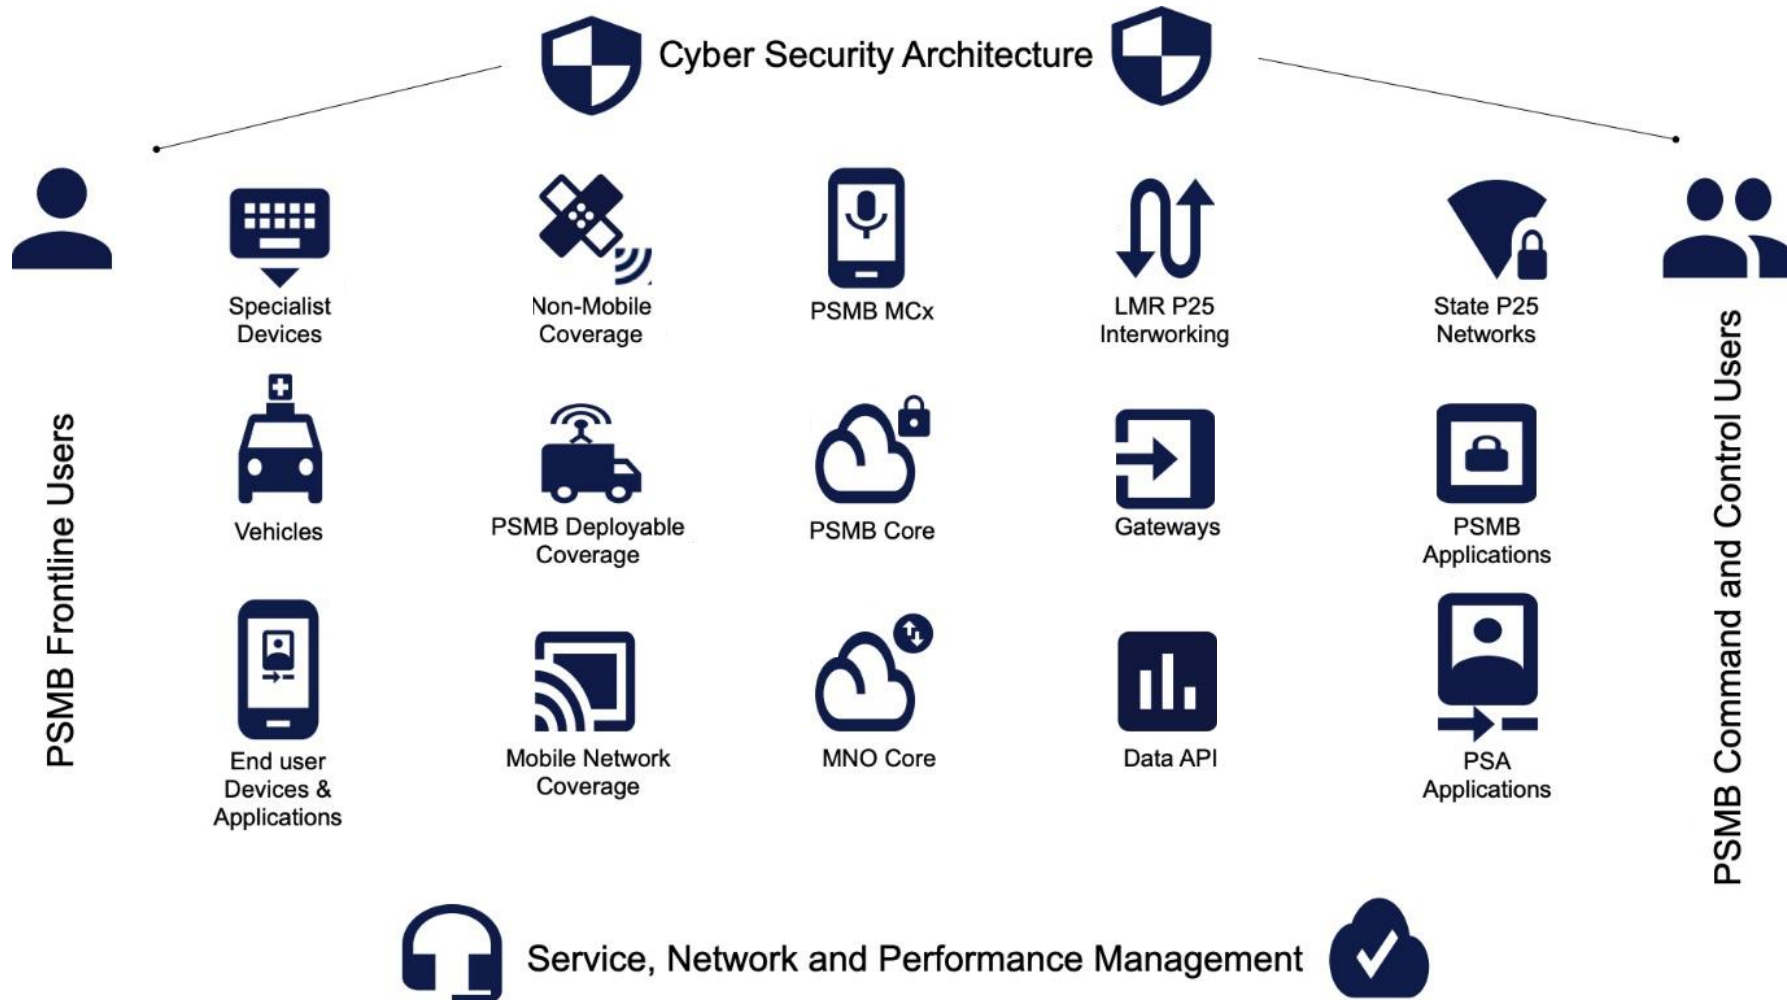 Cyber Security Architecture
Specialist
Devices
Non-Mobile
Coverage
PSMB MCx
LMR P25
Interworking
State P25
Networks
PSMB Frontline Users
Vehicles
PSMB Deployable
Coverage
PSMB Core
Gateways
PSMB
Applications
PSMB Command and Control Users
End user
Devices &
Applications
Mobile Network
Coverage
MNO Core
Data API
PSA
Applications
Service, Network and Performance Management